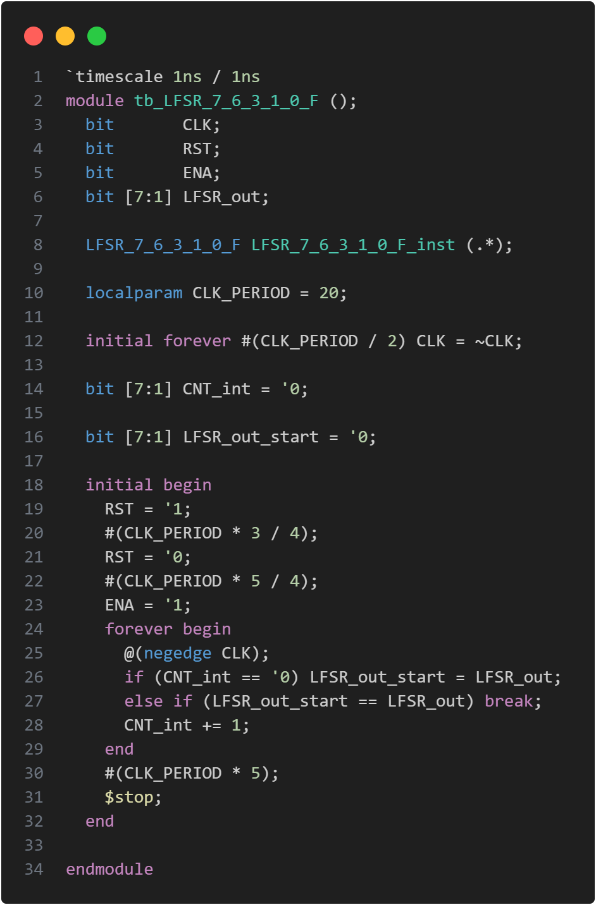 1 `timescale 1ns / 1ns
2 module tb_LFSR_7_6_3_1_0_F ();
3   bit       CLK;
4   bit       RST;
5   bit       ENA;
6   bit [7:1] LFSR_out;
7
8   LFSR_7_6_3_1_0_F LFSR_7_6_3_1_0_F_inst (.*);
9
10   localparam CLK_PERIOD = 20;
11
12   initial forever #(CLK_PERIOD / 2) CLK = ~CLK;
13
14   bit [7:1] CNT_int = '0;
15
16   bit [7:1] LFSR_out_start = '0;
17
18   initial begin
19     RST = '1;
20     #(CLK_PERIOD * 3 / 4);
21     RST = '0;
22     #(CLK_PERIOD * 5 / 4);
23     ENA = '1;
24     forever begin
25       @(negedge CLK);
26       if (CNT_int == '0) LFSR_out_start = LFSR_out;
27       else if (LFSR_out_start == LFSR_out) break;
28       CNT_int += 1;
29     end
30     #(CLK_PERIOD * 5);
31     $stop;
32   end
33
34 endmodule